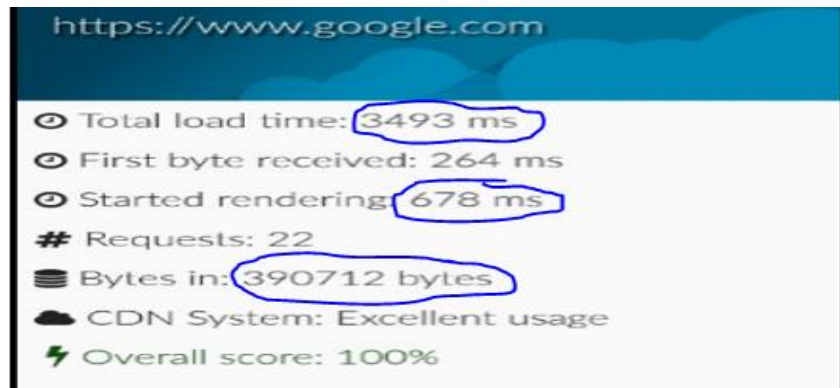 https://www.google.com
Total load time: 3493 ms
First byte received: 264 ms
Started rendering: 678 ms
# Requests: 22
Bytes in: 390712 bytes
CDN System: Excellent usage
Overall score: 100%